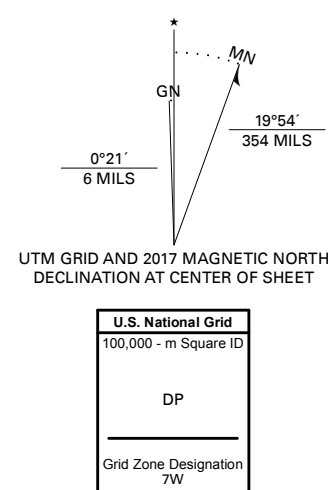 ★
MN
GN
19°54´
354 MILS
0°21´
6 MILS
UTM GRID AND 2017 MAGNETIC NORTH
DECLINATION AT CENTER OF SHEET
U.S. National Grid
100,000 - m Square ID
DP
Grid Zone Designation
7W